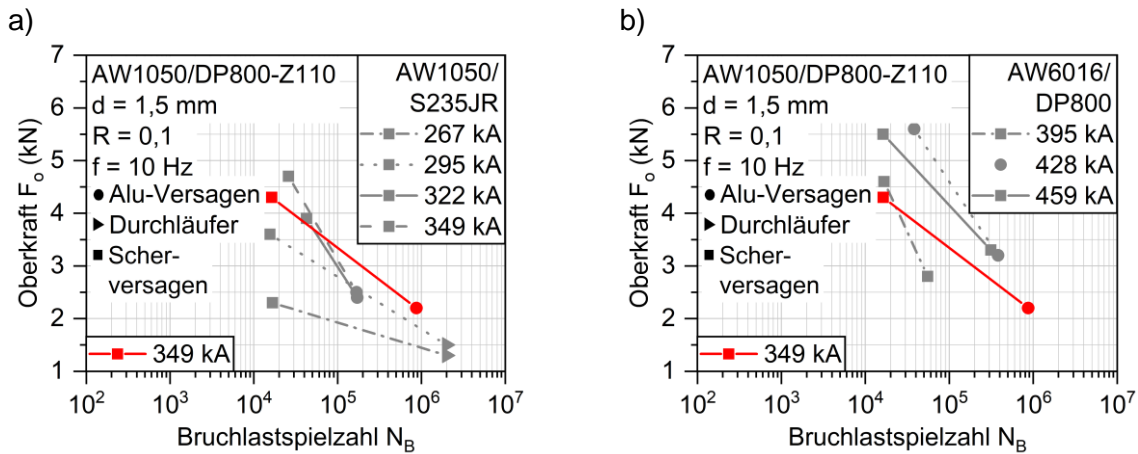 a)
7
6
5
4
3
2
1
Oberkraft Fₒ (kN)
AW1050/DP800-Z110
d = 1,5 mm
R = 0,1
f = 10 Hz
Alu-Versagen
Durchläufer
Scher-
versagen
AW1050/
S235JR
267 kA
295 kA
322 kA
349 kA
349 kA
10² 10³ 10⁴ 10⁵ 10⁶ 10⁷
Bruchlastspielzahl N_B
b)
7
6
5
4
3
2
1
Oberkraft Fₒ (kN)
AW1050/DP800-Z110
d = 1,5 mm
R = 0,1
f = 10 Hz
Alu-Versagen
Durchläufer
Scher-
versagen
AW6016/
DP800
395 kA
428 kA
459 kA
349 kA
10² 10³ 10⁴ 10⁵ 10⁶ 10⁷
Bruchlastspielzahl N_B